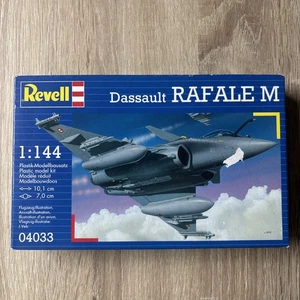 Revell
Dassault RAFALE M
1:144
Plastik-Modellbausatz
Plastic model kit
Modèle réduit
Modelbouwdoos
10,1 cm
7,0 cm
04033